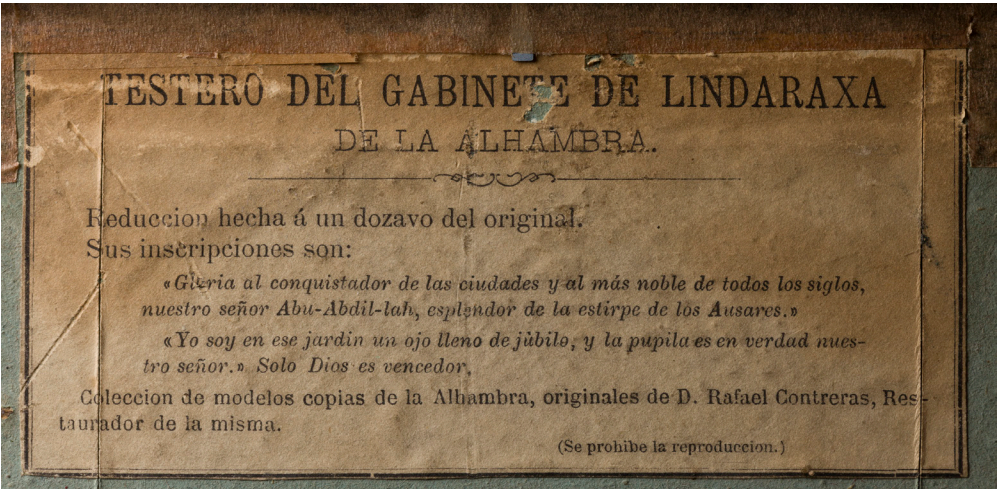 TESTERO DEL GABINETE DE LINDARAXA
DE LA ALHAMBRA.
Reduccion hecha á un dozavo del original.
Sus inscripciones son:
«Gloria al conquistador de las ciudades y al más noble de todos los siglos,
nuestro señor Abu-Abdil-lah, esplendor de la estirpe de los Ausares.»
«Yo soy en ese jardin un ojo lleno de júbilo, y la pupila es en verdad nues-
tro señor.» Solo Dios es vencedor,
Coleccion de modelos copias de la Alhambra, originales de D. Rafael Contreras, Res-
taurador de la misma.
(Se prohibe la reproduccion.)